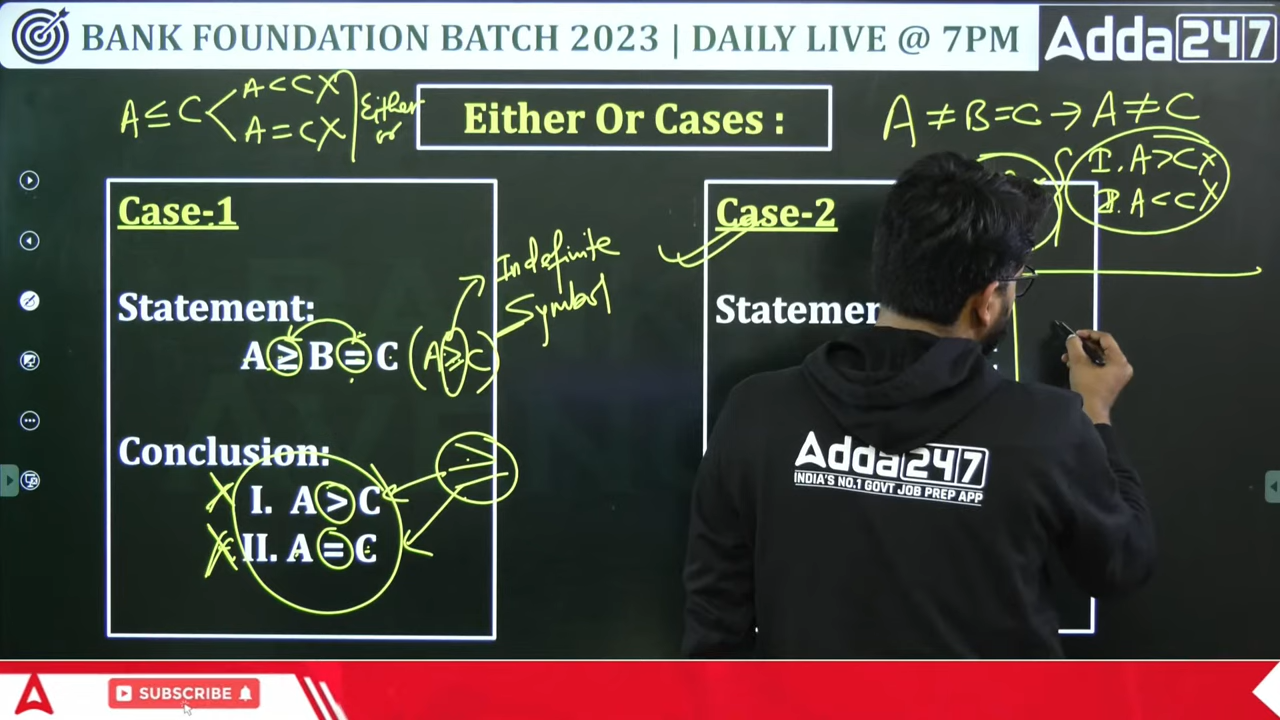 BANK FOUNDATION BATCH 2023 | DAILY LIVE @ 7PM
Adda247
A ≤ C < A < C X
A = C X
Either or
Either Or Cases :
A ≠ B = C → A ≠ C
I. A > C X
II. A < C X
Case-1
Statement:
A ≥ B = C (A ≥ C)
Indefinite
Symbol
Conclusion:
X I. A > C
X II. A = C
≥
Case-2
Adda247
INDIA'S NO.1 GOVT JOB PREP APP
SUBSCRIBE